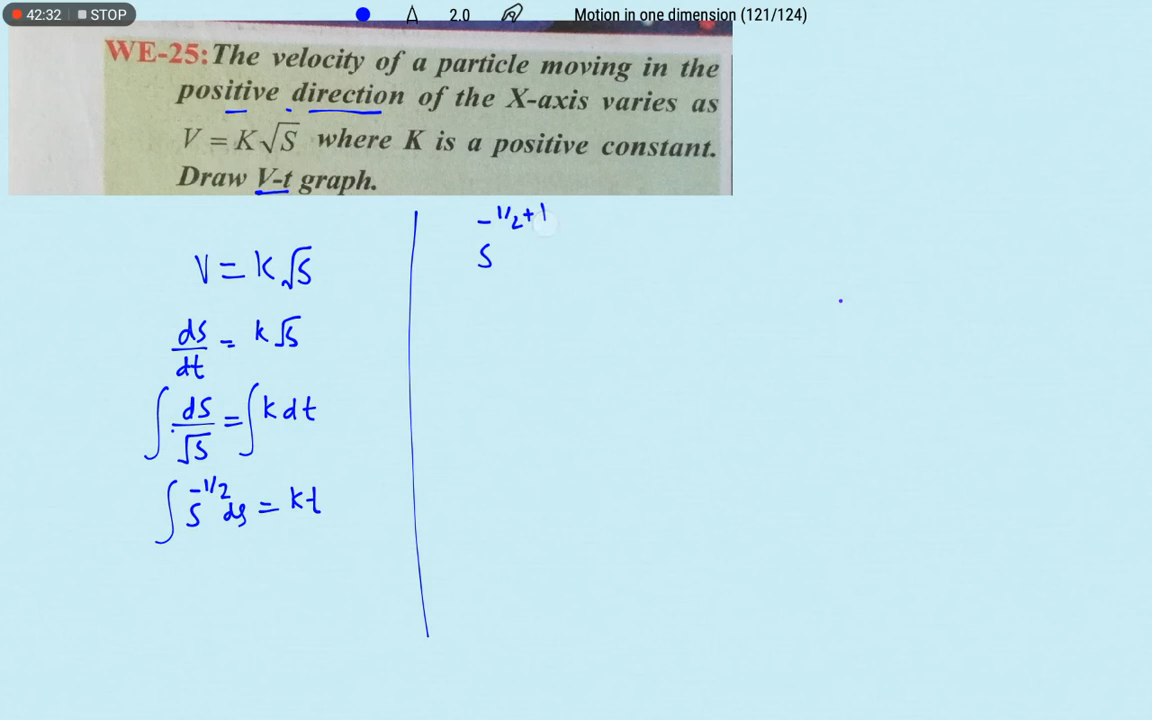 42:32 STOP 2.0 Motion in one dimension (121/124)
WE-25: The velocity of a particle moving in the
positive direction of the X-axis varies as
V = K√S where K is a positive constant.
Draw V-t graph.
V = k√s
ds/dt = k√s
∫ ds/√s = ∫ k dt
∫ s^(-1/2) ds = kt
s^(-1/2+1)